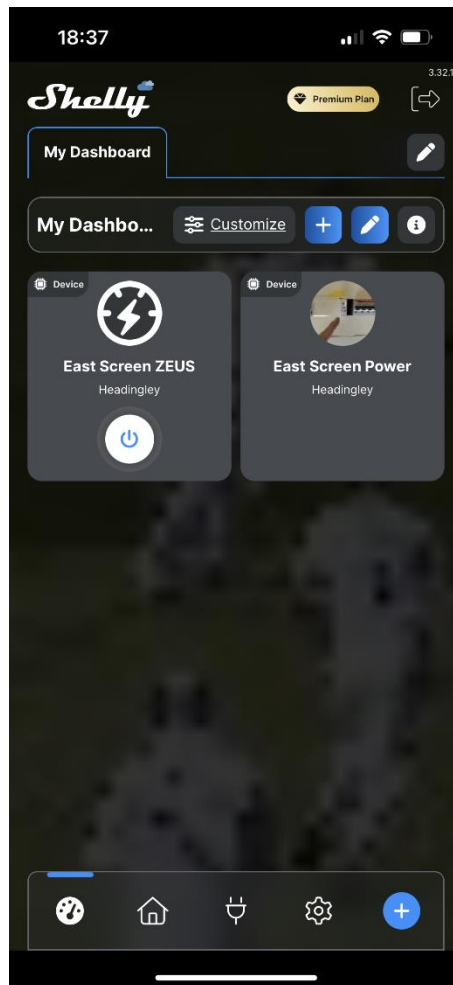 18:37
3.32.1
Shelly
Premium Plan
My Dashboard
My Dashbo...
Customize
Device
East Screen ZEUS
Headingley
Device
East Screen Power
Headingley